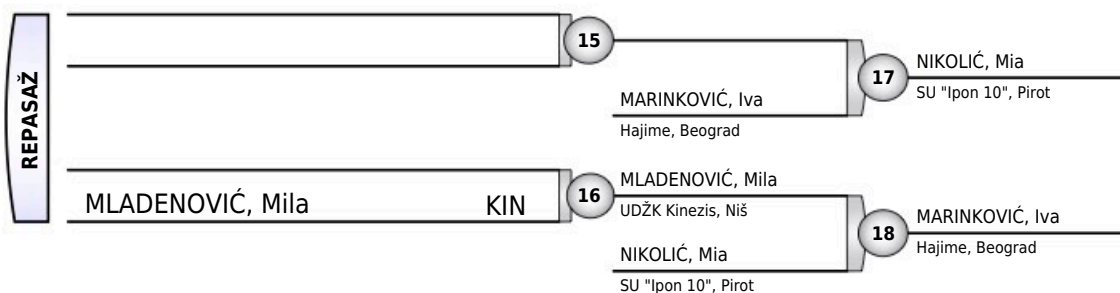 REPASAŽ
15
MARINKOVIĆ, Iva
Hajime, Beograd
17
NIKOLIĆ, Mia
SU "Ipon 10", Pirot
MLADENOVIĆ, Mila KIN
16
MLADENOVIĆ, Mila
UDŽK Kinezis, Niš
NIKOLIĆ, Mia
SU "Ipon 10", Pirot
18
MARINKOVIĆ, Iva
Hajime, Beograd